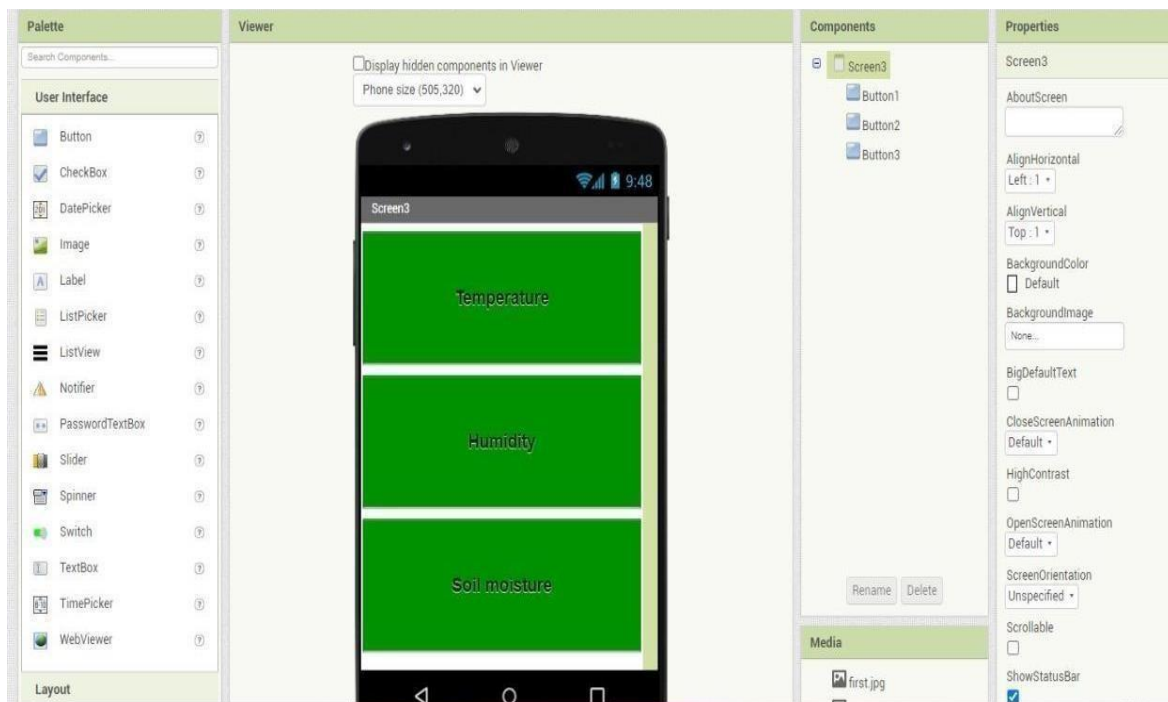 Palette
Search Components...
User Interface
Button
CheckBox
DatePicker
Image
Label
ListPicker
ListView
Notifier
PasswordTextBox
Slider
Spinner
Switch
TextBox
TimePicker
WebViewer
Layout
Viewer
Display hidden components in Viewer
Phone size (505,320)
9:48
Screen3
Temperature
Humidity
Soil moisture
Components
Screen3
Button1
Button2
Button3
Rename Delete
Media
first.jpg
Properties
Screen3
AboutScreen
AlignHorizontal
Left : 1
AlignVertical
Top : 1
BackgroundColor
Default
BackgroundImage
None...
BigDefaultText
CloseScreenAnimation
Default
HighContrast
OpenScreenAnimation
Default
ScreenOrientation
Unspecified
Scrollable
ShowStatusBar